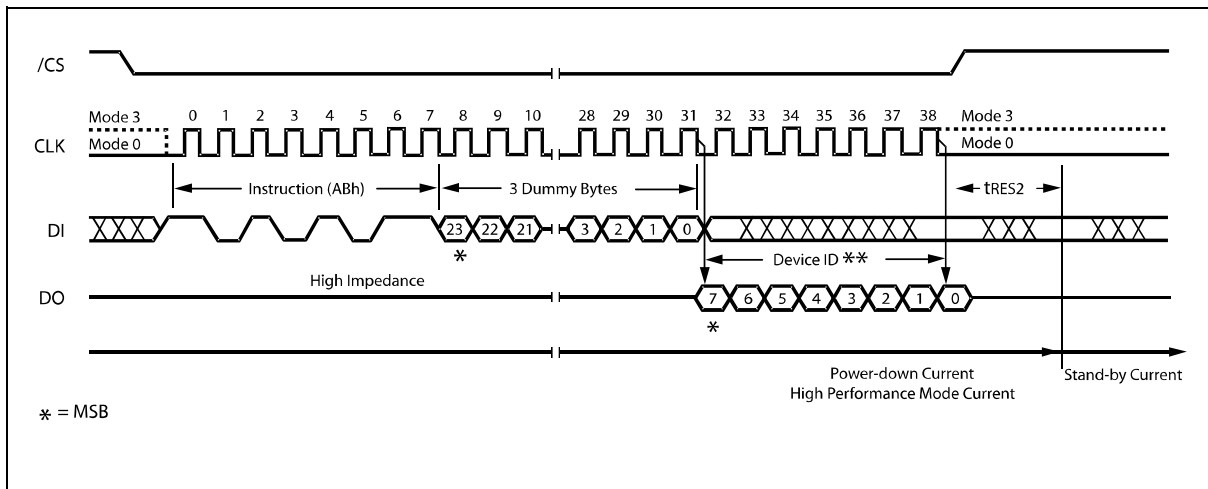 /CS
Mode 3 0 1 2 3 4 5 6 7 8 9 10 28 29 30 31 32 33 34 35 36 37 38 Mode 3
CLK Mode 0 Mode 0
Instruction (ABh) 3 Dummy Bytes tRES2
DI 23 22 21 3 2 1 0
* Device ID **
High Impedance
DO 7 6 5 4 3 2 1 0
*
Power-down Current Stand-by Current
High Performance Mode Current
* = MSB